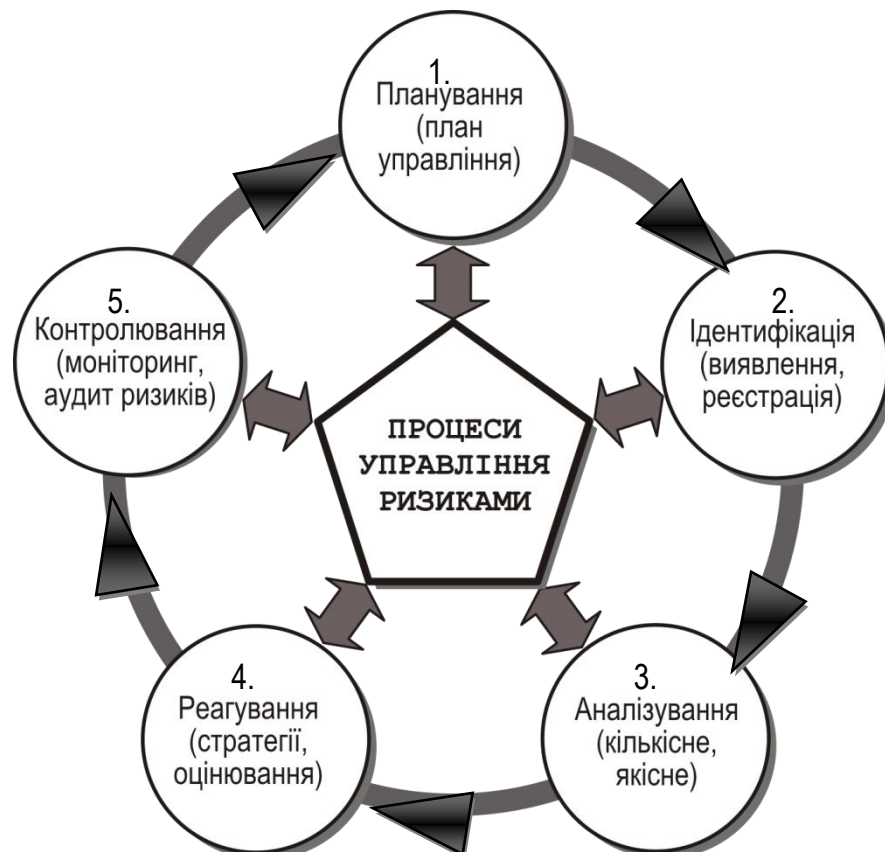 1.
Планування
(план
управління)
2.
Ідентифікація
(виявлення,
реєстрація)
3.
Аналізування
(кількісне,
якісне)
4.
Реагування
(стратегії,
оцінювання)
5.
Контролювання
(моніторинг,
аудит ризиків)
ПРОЦЕСИ
УПРАВЛІННЯ
РИЗИКАМИ